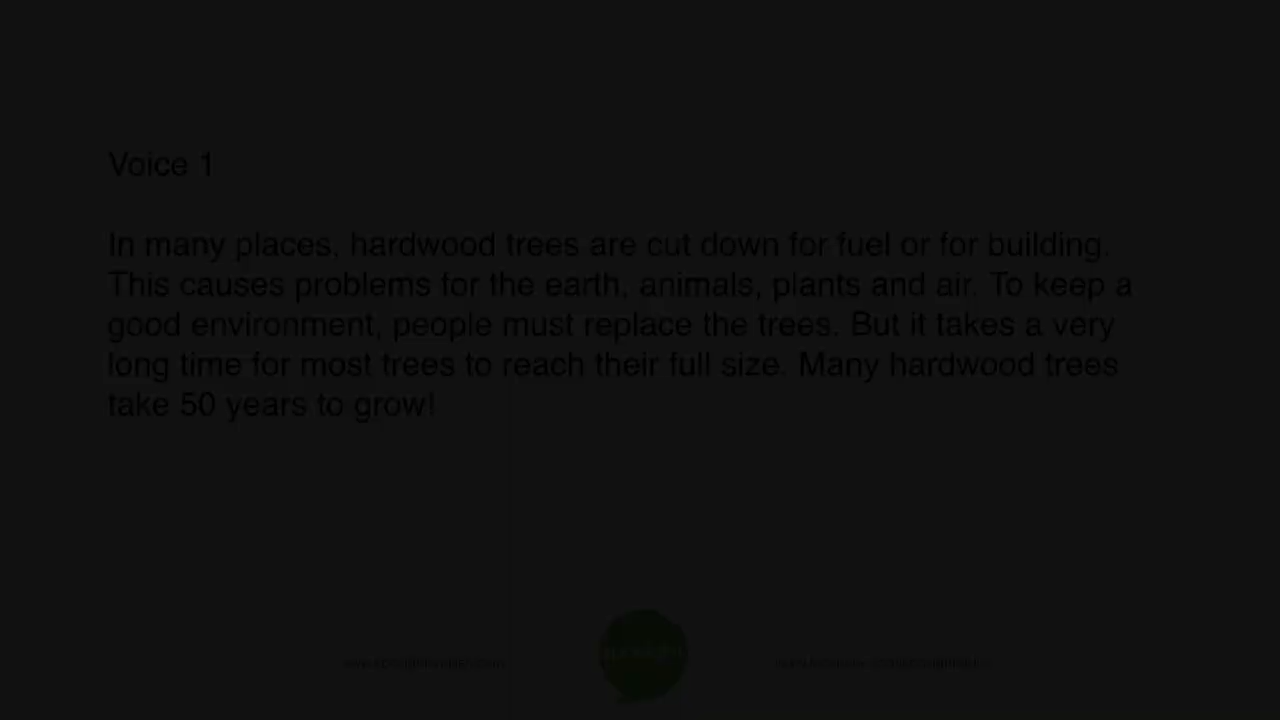 Voice 1
In many places, hardwood trees are cut down for fuel or for building.
This causes problems for the earth, animals, plants and air. To keep a
good environment, people must replace the trees. But it takes a very
long time for most trees to reach their full size. Many hardwood trees
take 50 years to grow!